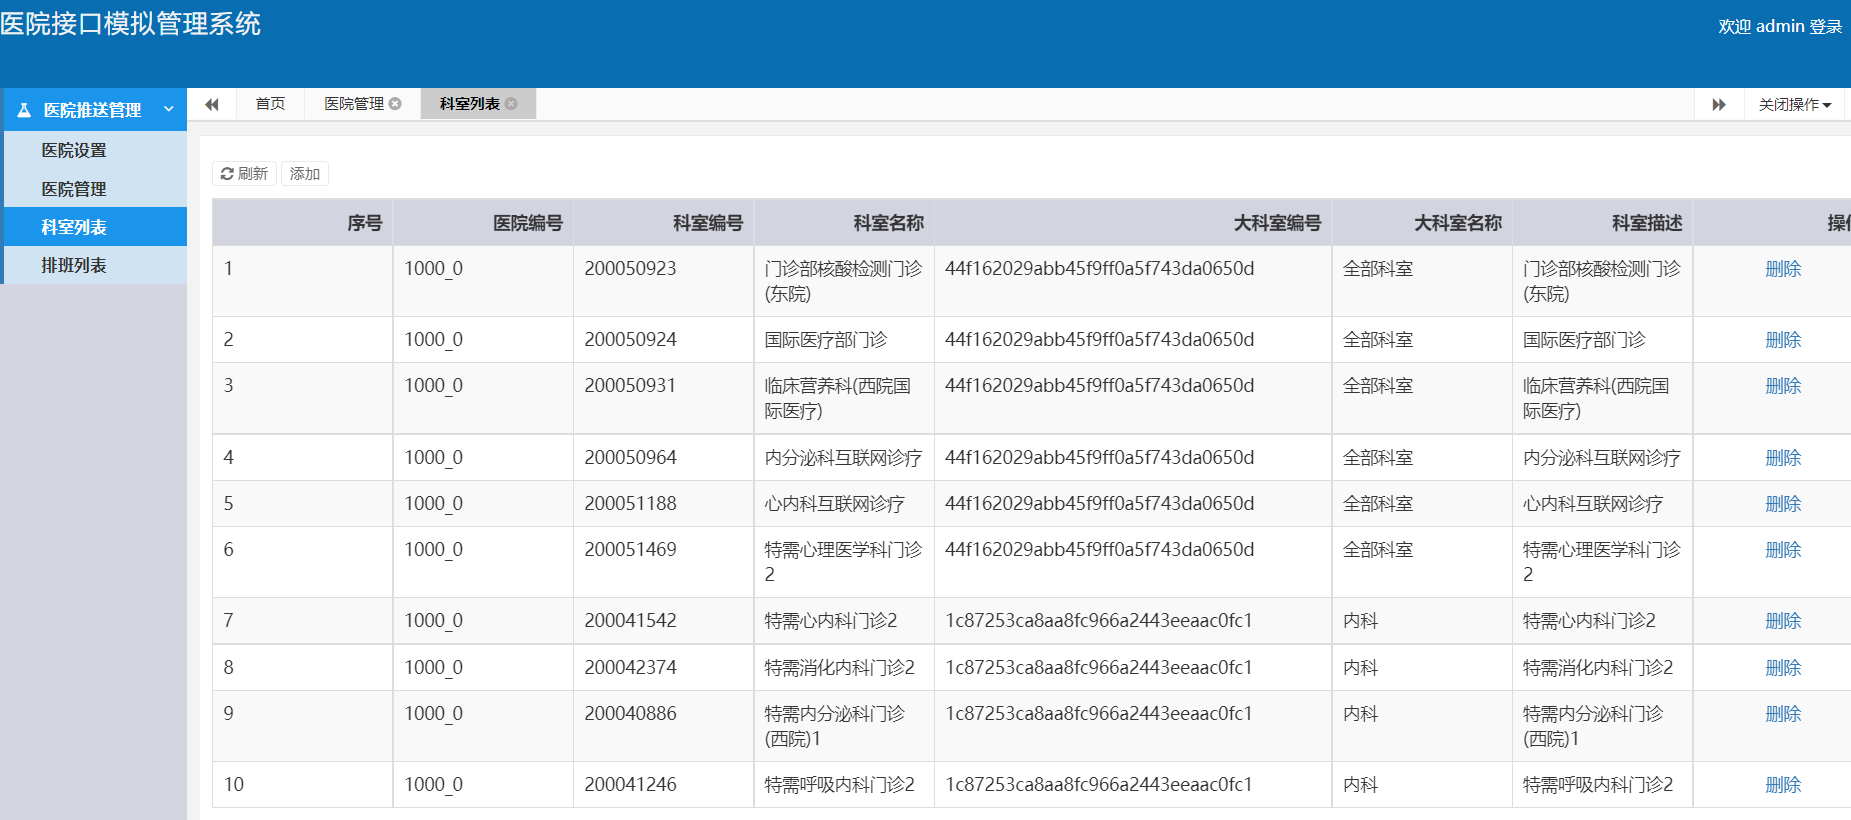 医院接口模拟管理系统
欢迎 admin 登录
医院推送管理
医院设置
医院管理
科室列表
排班列表
首页 医院管理 科室列表 关闭操作
刷新 添加
序号 医院编号 科室编号 科室名称 大科室编号 大科室名称 科室描述
1 1000_0 200050923 门诊部核酸检测门诊 44f162029abb45f9ff0a5f743da0650d 全部科室 门诊部核酸检测门诊 删除
(东院) (东院)
2 1000_0 200050924 国际医疗部门诊 44f162029abb45f9ff0a5f743da0650d 全部科室 国际医疗部门诊 删除
3 1000_0 200050931 临床营养科(西院国 44f162029abb45f9ff0a5f743da0650d 全部科室 临床营养科(西院国 删除
际医疗) 际医疗)
4 1000_0 200050964 内分泌科互联网诊疗 44f162029abb45f9ff0a5f743da0650d 全部科室 内分泌科互联网诊疗 删除
5 1000_0 200051188 心内科互联网诊疗 44f162029abb45f9ff0a5f743da0650d 全部科室 心内科互联网诊疗 删除
6 1000_0 200051469 特需心理医学科门诊 44f162029abb45f9ff0a5f743da0650d 全部科室 特需心理医学科门诊 删除
2 2
7 1000_0 200041542 特需心内科门诊2 1c87253ca8aa8fc966a2443eeaac0fc1 内科 特需心内科门诊2 删除
8 1000_0 200042374 特需消化内科门诊2 1c87253ca8aa8fc966a2443eeaac0fc1 内科 特需消化内科门诊2 删除
9 1000_0 200040886 特需内分泌科门诊 1c87253ca8aa8fc966a2443eeaac0fc1 内科 特需内分泌科门诊 删除
(西院)1 (西院)1
10 1000_0 200041246 特需呼吸内科门诊2 1c87253ca8aa8fc966a2443eeaac0fc1 内科 特需呼吸内科门诊2 删除